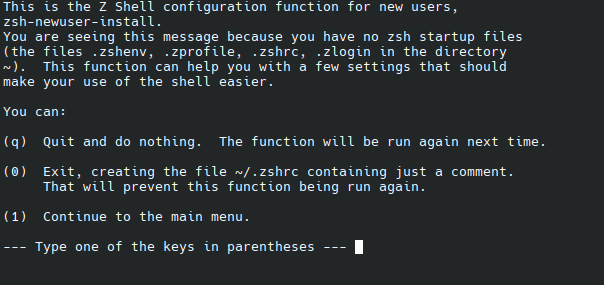 This is the Z Shell configuration function for new users,
zsh-newuser-install.
You are seeing this message because you have no zsh startup files
(the files .zshenv, .zprofile, .zshrc, .zlogin in the directory
~).  This function can help you with a few settings that should
make your use of the shell easier.

You can:

(q)  Quit and do nothing.  The function will be run again next time.

(0)  Exit, creating the file ~/.zshrc containing just a comment.
     That will prevent this function being run again.

(1)  Continue to the main menu.

--- Type one of the keys in parentheses ---